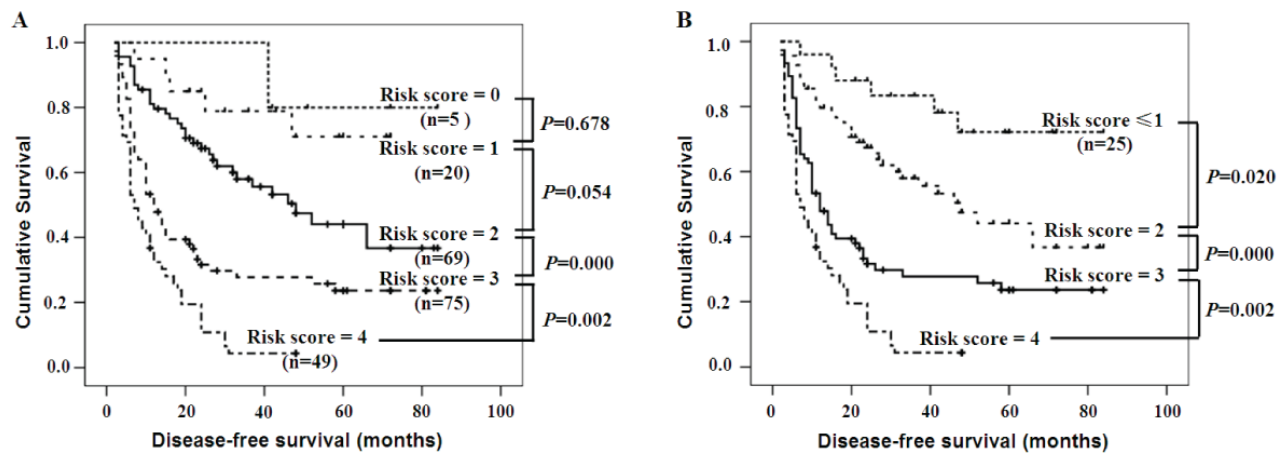 A
1.0
0.8
0.6
0.4
0.2
0.0
Cumulative Survival
Risk score = 0
(n=5 )
Risk score = 1
(n=20)
Risk score = 2
(n=69)
Risk score = 3
(n=75)
Risk score = 4
(n=49)
P=0.678
P=0.054
P=0.000
P=0.002
0 20 40 60 80 100
Disease-free survival (months)
B
1.0
0.8
0.6
0.4
0.2
0.0
Cumulative Survival
Risk score ⩽1
(n=25)
Risk score = 2
Risk score = 3
Risk score = 4
P=0.020
P=0.000
P=0.002
0 20 40 60 80 100
Disease-free survival (months)